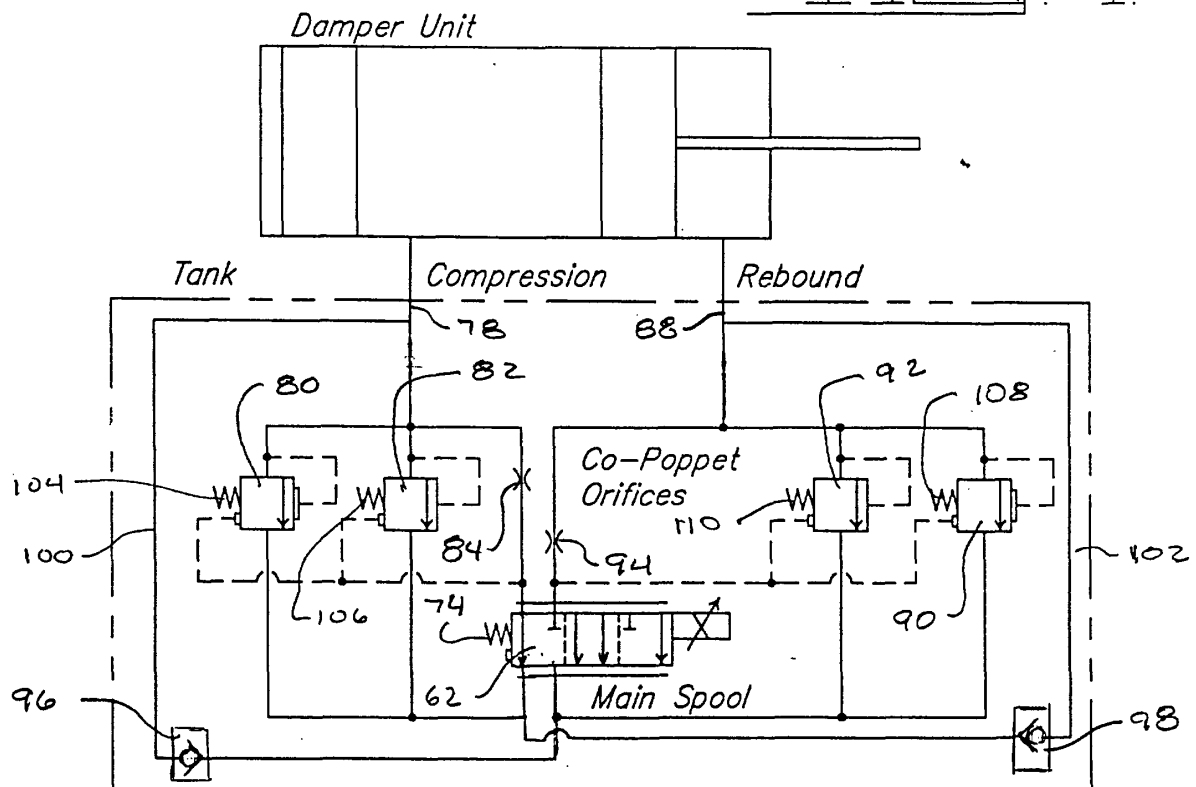 Damper Unit
Tank
Compression
Rebound
78
88
80
82
92
108
Co-Poppet
Orifices
104
110
84
94
100
102
106
74
90
62
Main Spool
96
98